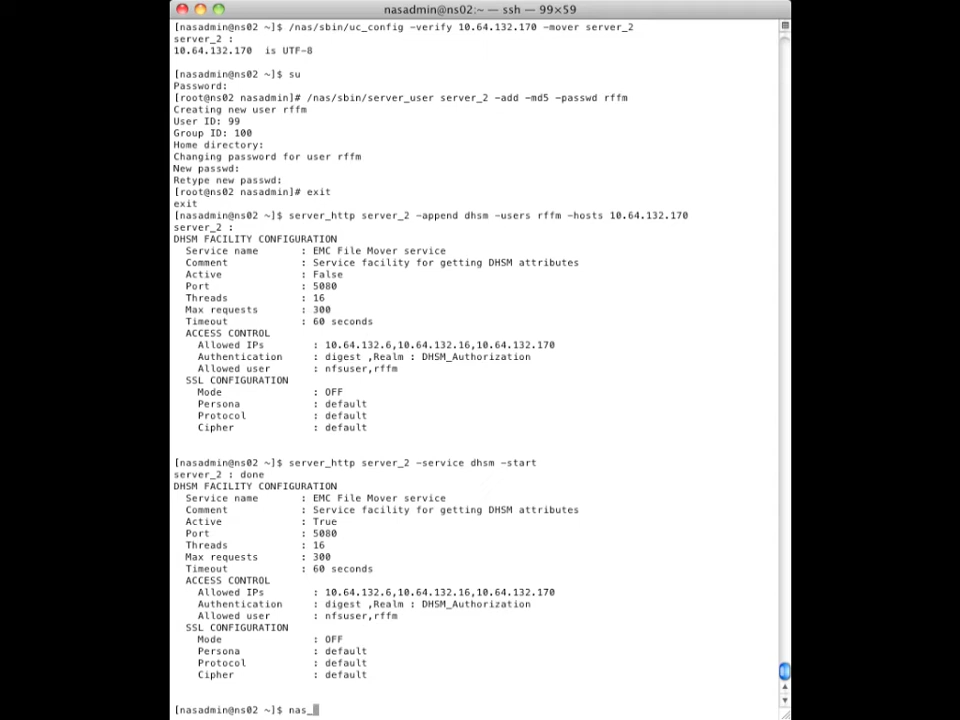 nasadmin@ns02:~ — ssh — 99×59
[nasadmin@ns02 ~]$ /nas/sbin/uc_config -verify 10.64.132.170 -mover server_2
server_2 :
10.64.132.170  is UTF-8
[nasadmin@ns02 ~]$ su
Password:
[root@ns02 nasadmin]# /nas/sbin/server_user server_2 -add -md5 -passwd rffm
Creating new user rffm
User ID: 99
Group ID: 100
Home directory:
Changing password for user rffm
New passwd:
Retype new passwd:
[root@ns02 nasadmin]# exit
exit
[nasadmin@ns02 ~]$ server_http server_2 -append dhsm -users rffm -hosts 10.64.132.170
server_2 :
DHSM FACILITY CONFIGURATION
Service name : EMC File Mover service
Comment : Service facility for getting DHSM attributes
Active : False
Port : 5080
Threads : 16
Max requests : 300
Timeout : 60 seconds
ACCESS CONTROL
Allowed IPs : 10.64.132.6,10.64.132.16,10.64.132.170
Authentication : digest ,Realm : DHSM_Authorization
Allowed user : nfsuser,rffm
SSL CONFIGURATION
Mode : OFF
Persona : default
Protocol : default
Cipher : default
[nasadmin@ns02 ~]$ server_http server_2 -service dhsm -start
server_2 : done
DHSM FACILITY CONFIGURATION
Service name : EMC File Mover service
Comment : Service facility for getting DHSM attributes
Active : True
Port : 5080
Threads : 16
Max requests : 300
Timeout : 60 seconds
ACCESS CONTROL
Allowed IPs : 10.64.132.6,10.64.132.16,10.64.132.170
Authentication : digest ,Realm : DHSM_Authorization
Allowed user : nfsuser,rffm
SSL CONFIGURATION
Mode : OFF
Persona : default
Protocol : default
Cipher : default
[nasadmin@ns02 ~]$ nas_